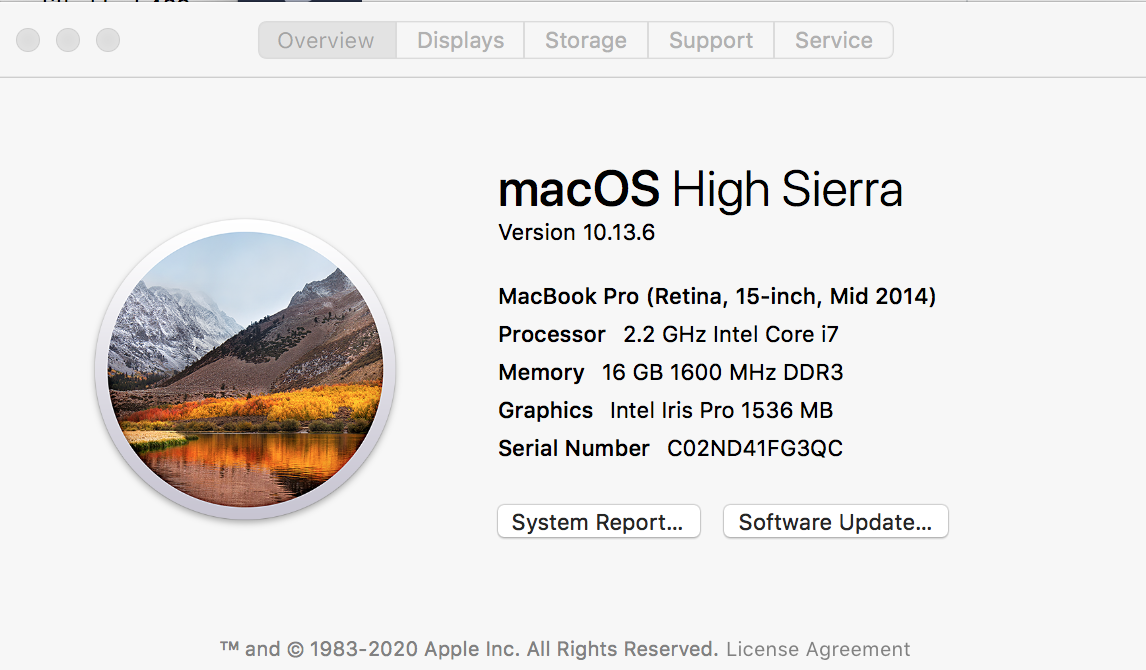 Overview Displays Storage Support Service
macOS High Sierra
Version 10.13.6
MacBook Pro (Retina, 15-inch, Mid 2014)
Processor 2.2 GHz Intel Core i7
Memory 16 GB 1600 MHz DDR3
Graphics Intel Iris Pro 1536 MB
Serial Number C02ND41FG3QC
System Report... Software Update...
™ and © 1983-2020 Apple Inc. All Rights Reserved. License Agreement